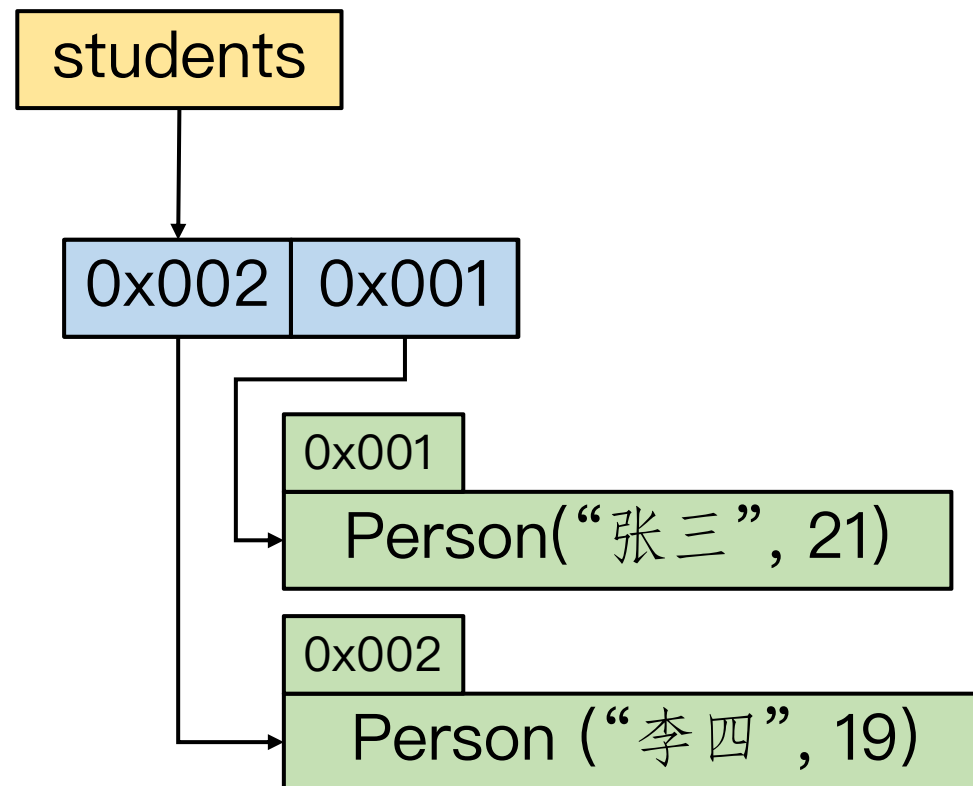 students
0x002 0x001
0x001
Person(“张三”, 21)
0x002
Person (“李四”, 19)